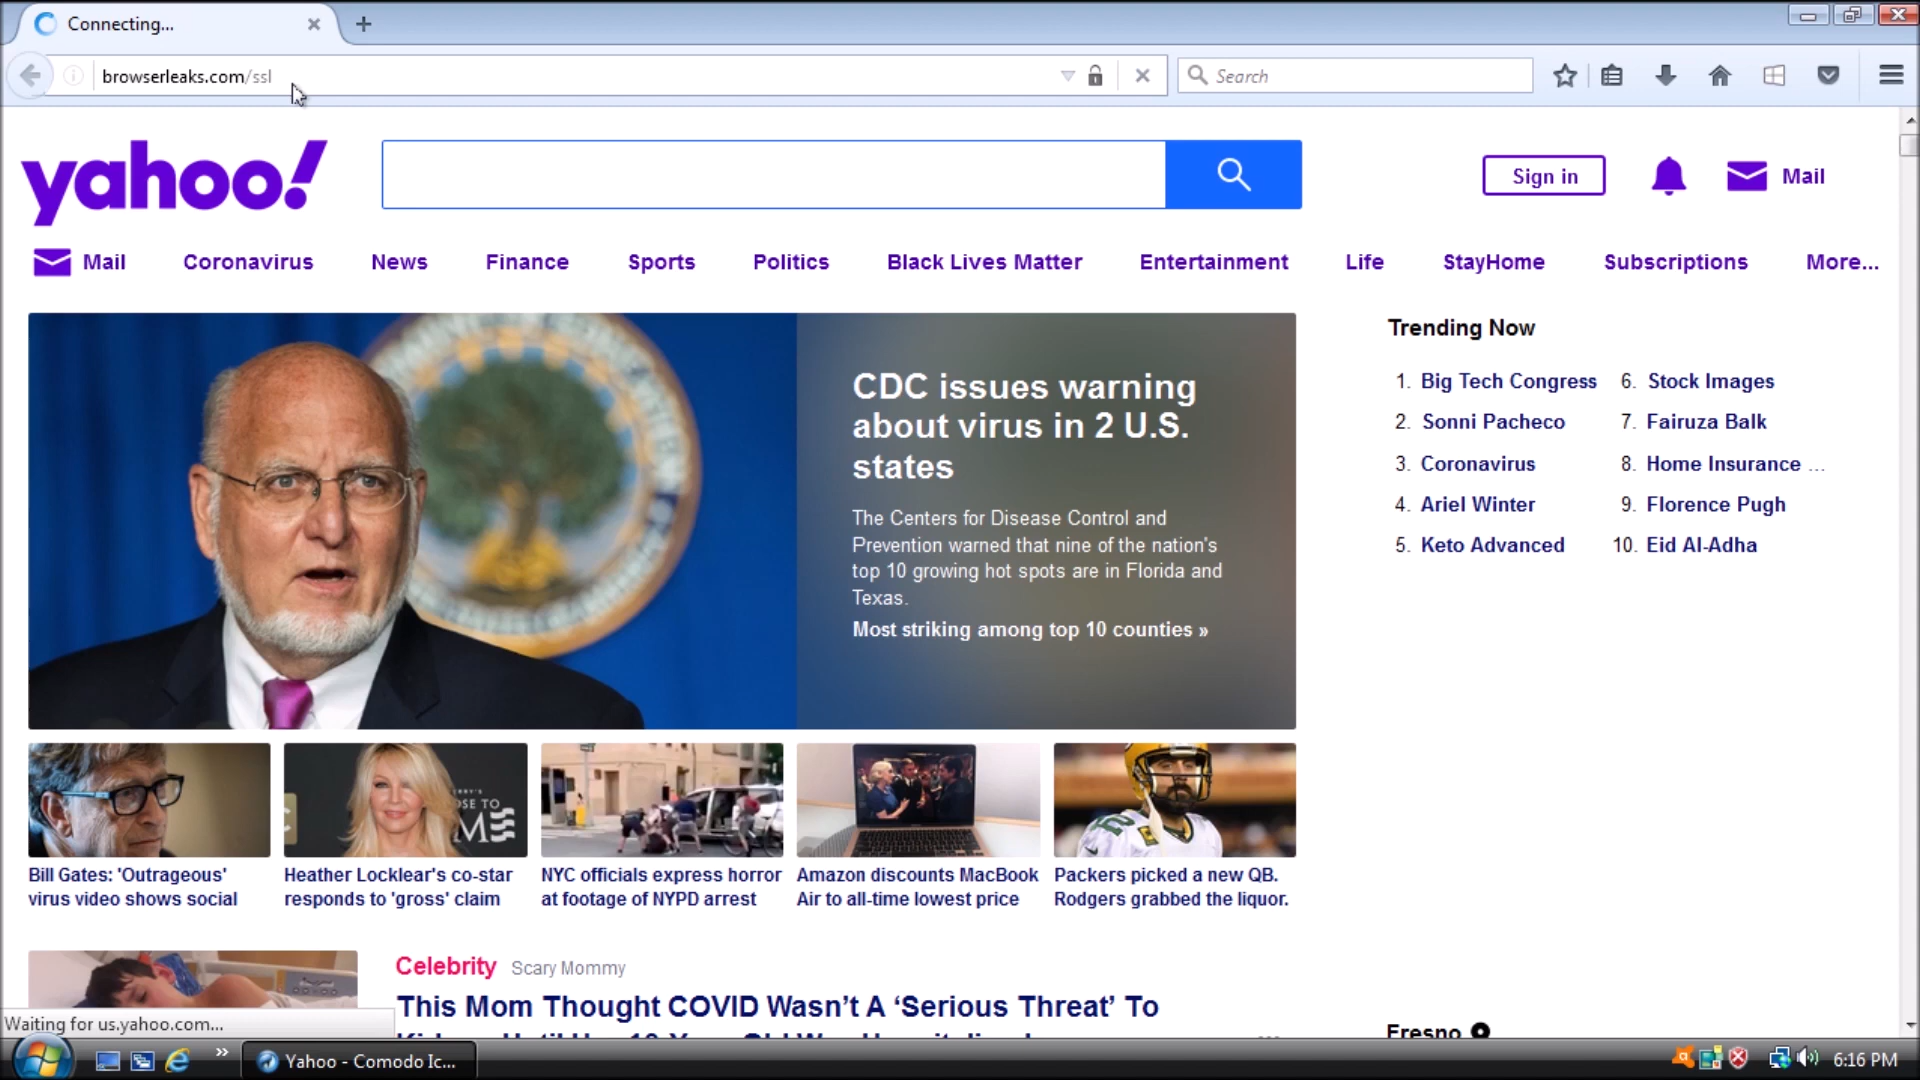 Connecting...
browserleaks.com/ssl
Search
yahoo!
Sign in
Mail
Mail
Coronavirus
News
Finance
Sports
Politics
Black Lives Matter
Entertainment
Life
StayHome
Subscriptions
More...
CDC issues warning
about virus in 2 U.S.
states
The Centers for Disease Control and
Prevention warned that nine of the nation's
top 10 growing hot spots are in Florida and
Texas.
Most striking among top 10 counties »
Trending Now
1. Big Tech Congress
2. Sonni Pacheco
3. Coronavirus
4. Ariel Winter
5. Keto Advanced
6. Stock Images
7. Fairuza Balk
8. Home Insurance ...
9. Florence Pugh
10. Eid Al-Adha
Bill Gates: 'Outrageous'
virus video shows social
Heather Locklear's co-star
responds to 'gross' claim
NYC officials express horror
at footage of NYPD arrest
Amazon discounts MacBook
Air to all-time lowest price
Packers picked a new QB.
Rodgers grabbed the liquor.
Celebrity Scary Mommy
This Mom Thought COVID Wasn't A 'Serious Threat' To
Fresno
Waiting for us.yahoo.com...
Yahoo - Comodo Ic...
6:16 PM